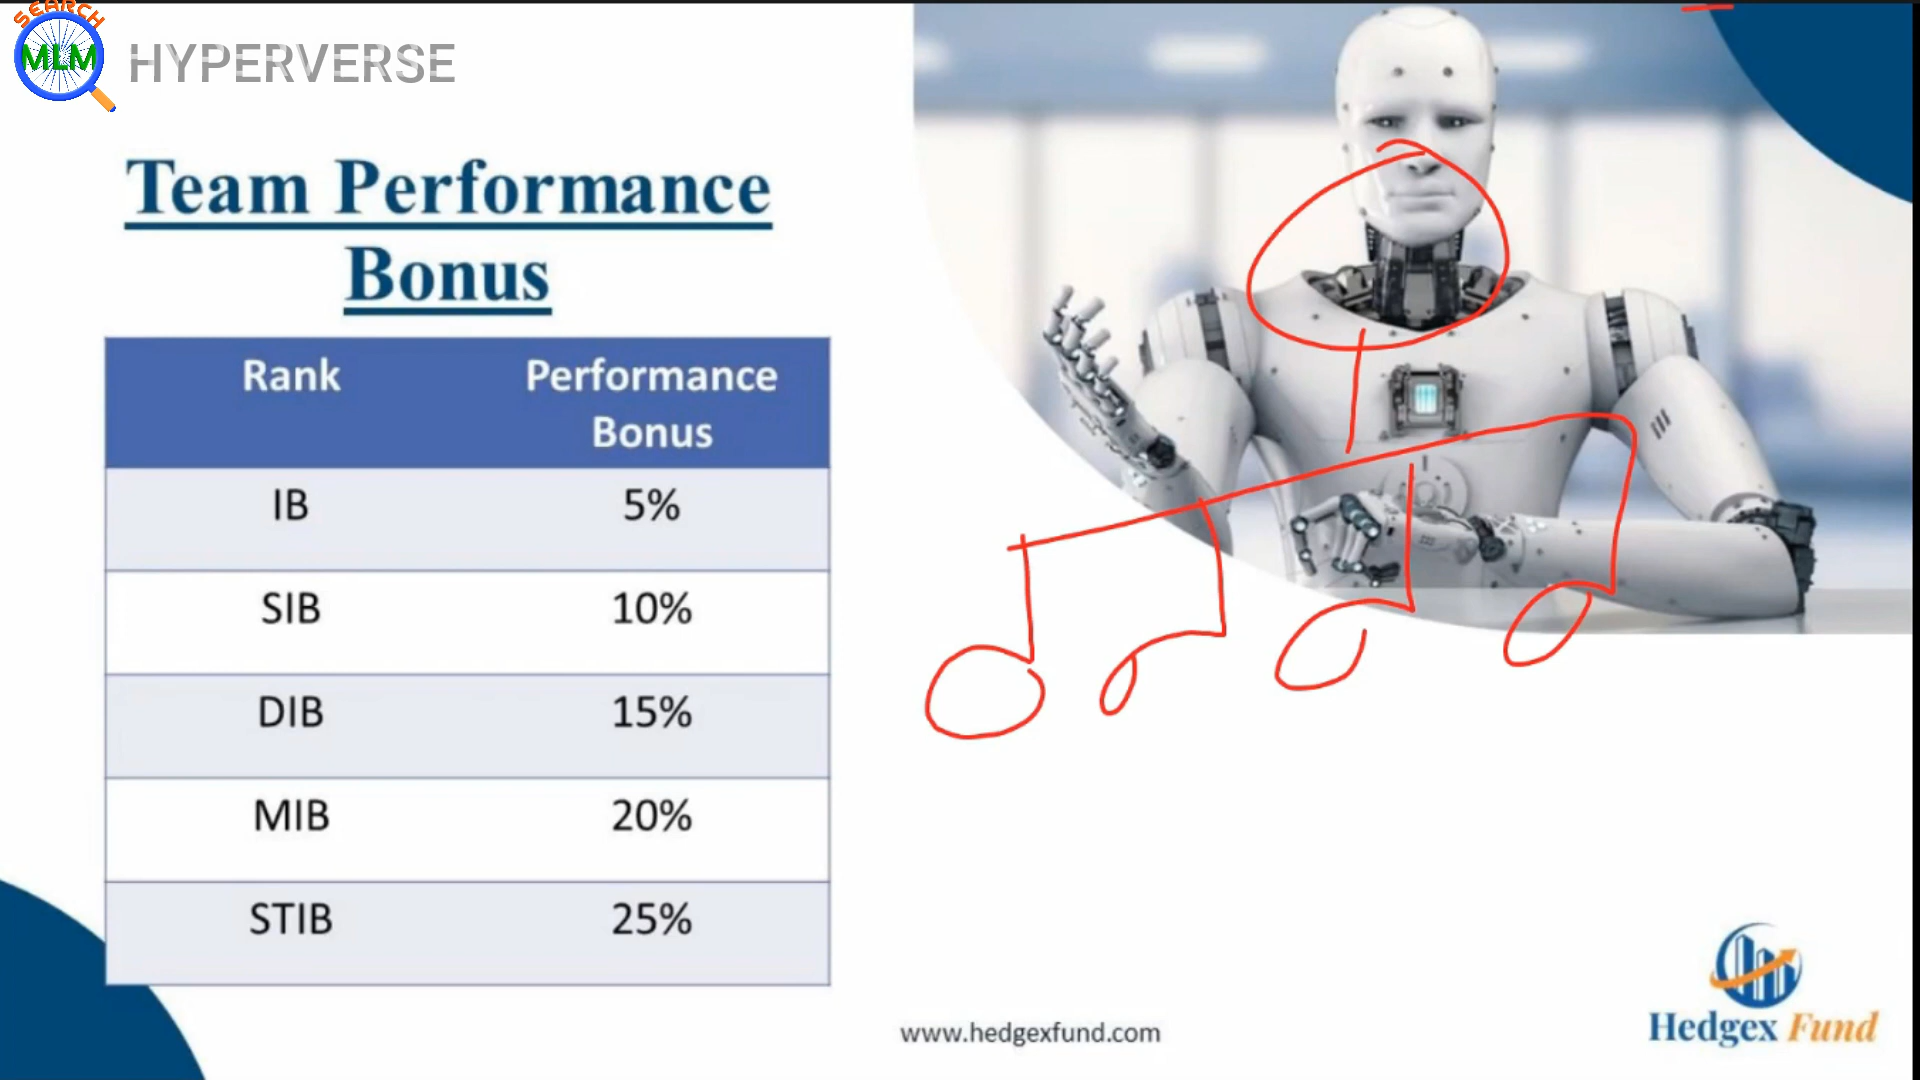 SEARCH
MLM
HYPERVERSE
Team Performance
Bonus
Rank Performance Bonus
IB 5%
SIB 10%
DIB 15%
MIB 20%
STIB 25%
www.hedgexfund.com
Hedgex Fund